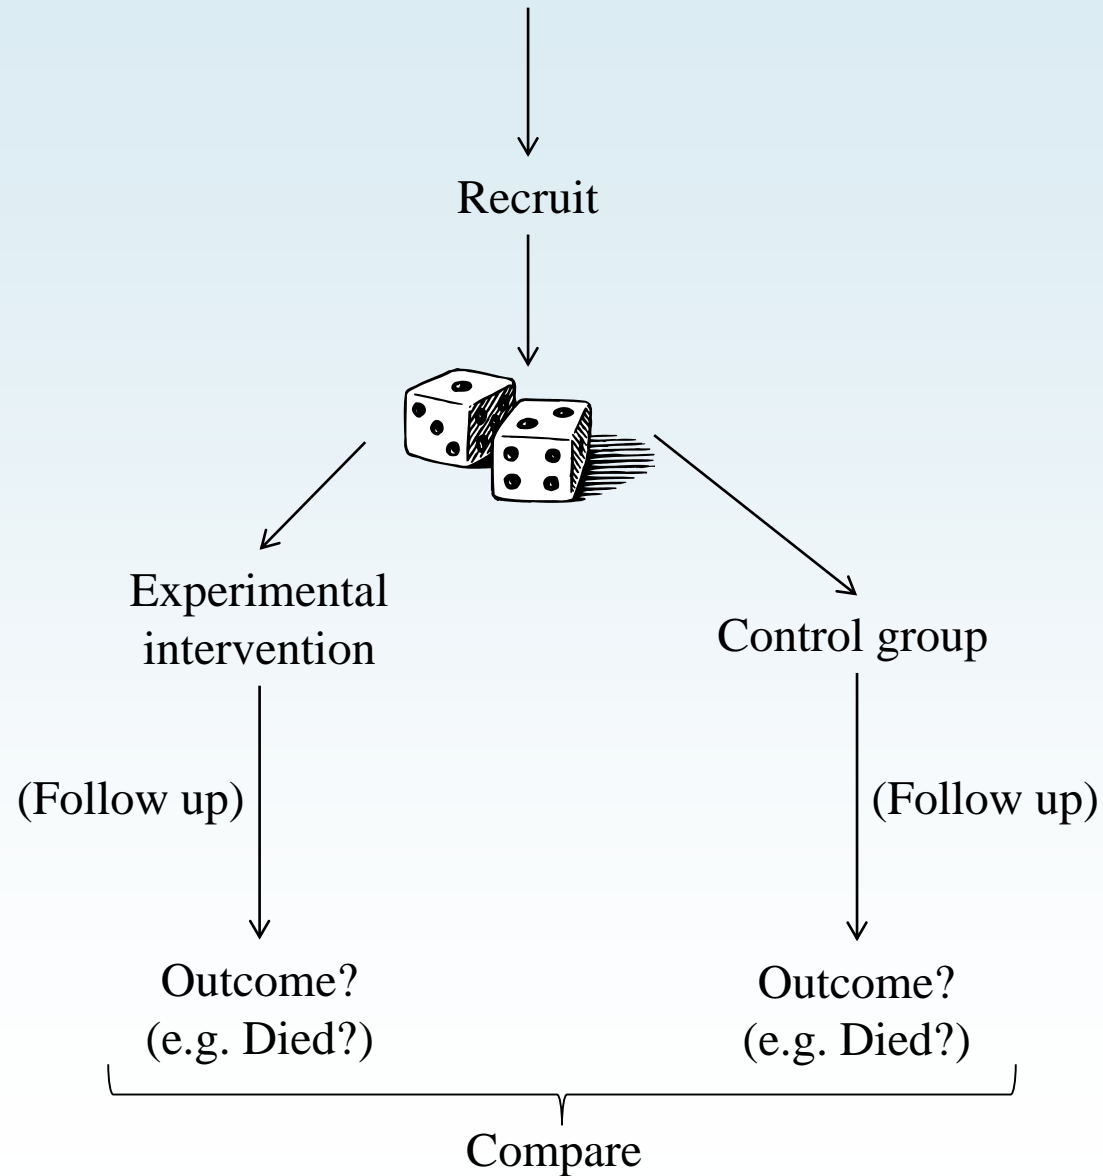 Recruit
Experimental
intervention
Control group
(Follow up)
(Follow up)
Outcome?
(e.g. Died?)
Outcome?
(e.g. Died?)
Compare